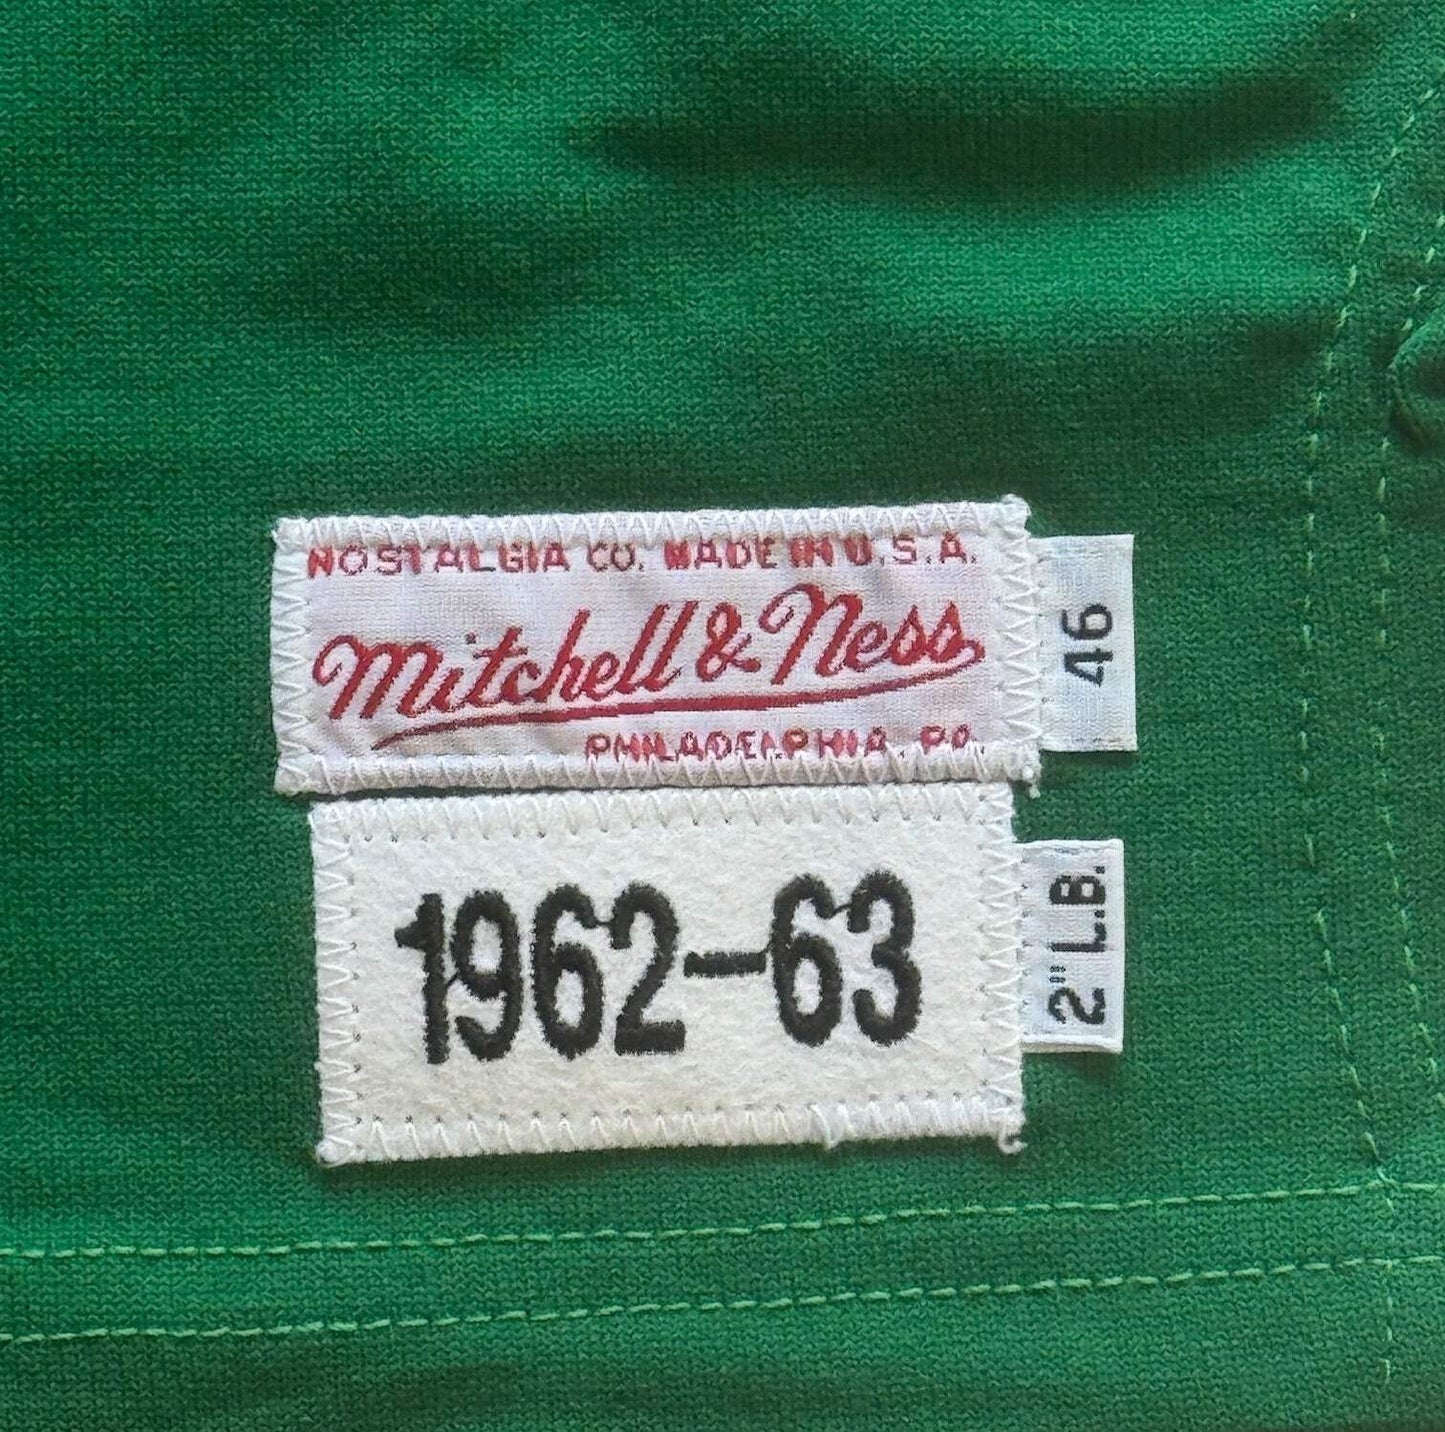 NOSTALGIA CO. MADE IN U.S.A.
Mitchell & Ness
PHILADELPHIA, PA.
46
1962-63
2" L.B.